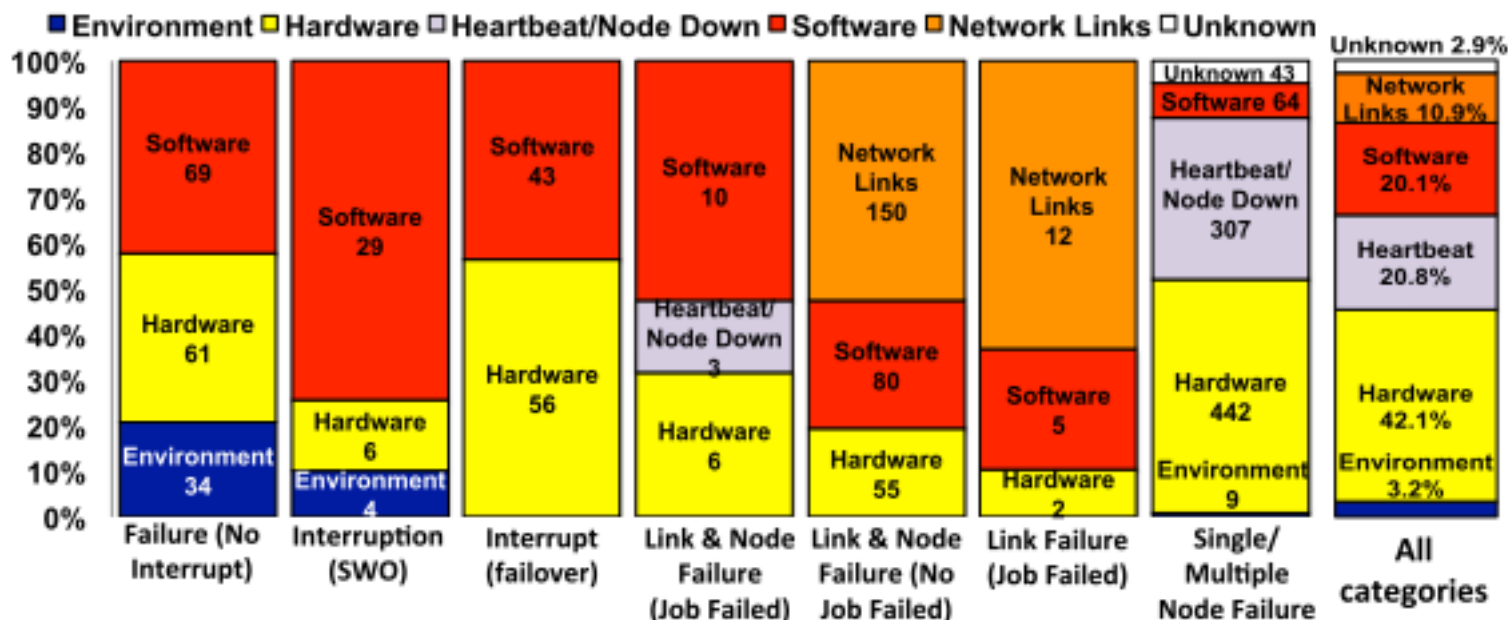 Environment Hardware Heartbeat/Node Down Software Network Links Unknown
100%
90%
80%
70%
60%
50%
40%
30%
20%
10%
0%
Software
69
Hardware
61
Environment
34
Failure (No
Interrupt)
Software
29
Hardware
6
Environment
4
Interruption
(SWO)
Software
43
Hardware
56
Interrupt
(failover)
Software
10
Heartbeat/
Node Down
3
Hardware
6
Link & Node
Failure
(Job Failed)
Network
Links
150
Software
80
Hardware
55
Link & Node
Failure (No
Job Failed)
Network
Links
12
Software
5
Hardware
2
Link Failure
(Job Failed)
Unknown 43
Software 64
Heartbeat/
Node Down
307
Hardware
442
Environment
9
Single/
Multiple
Node Failure
Unknown 2.9%
Network
Links 10.9%
Software
20.1%
Heartbeat
20.8%
Hardware
42.1%
Environment
3.2%
All
categories